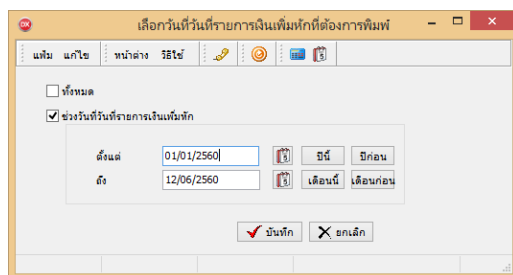 เลือกวันที่วันที่รายการเงินเพิ่มหักที่ต้องการพิมพ์
แฟ้ม แก้ไข หน้าต่าง วิธีใช้
ทั้งหมด
ช่วงวันที่วันที่รายการเงินเพิ่มหัก
ตั้งแต่ 01/01/2560 ปีนี้ ปีก่อน
ถึง 12/06/2560 เดือนนี้ เดือนก่อน
บันทึก ยกเลิก